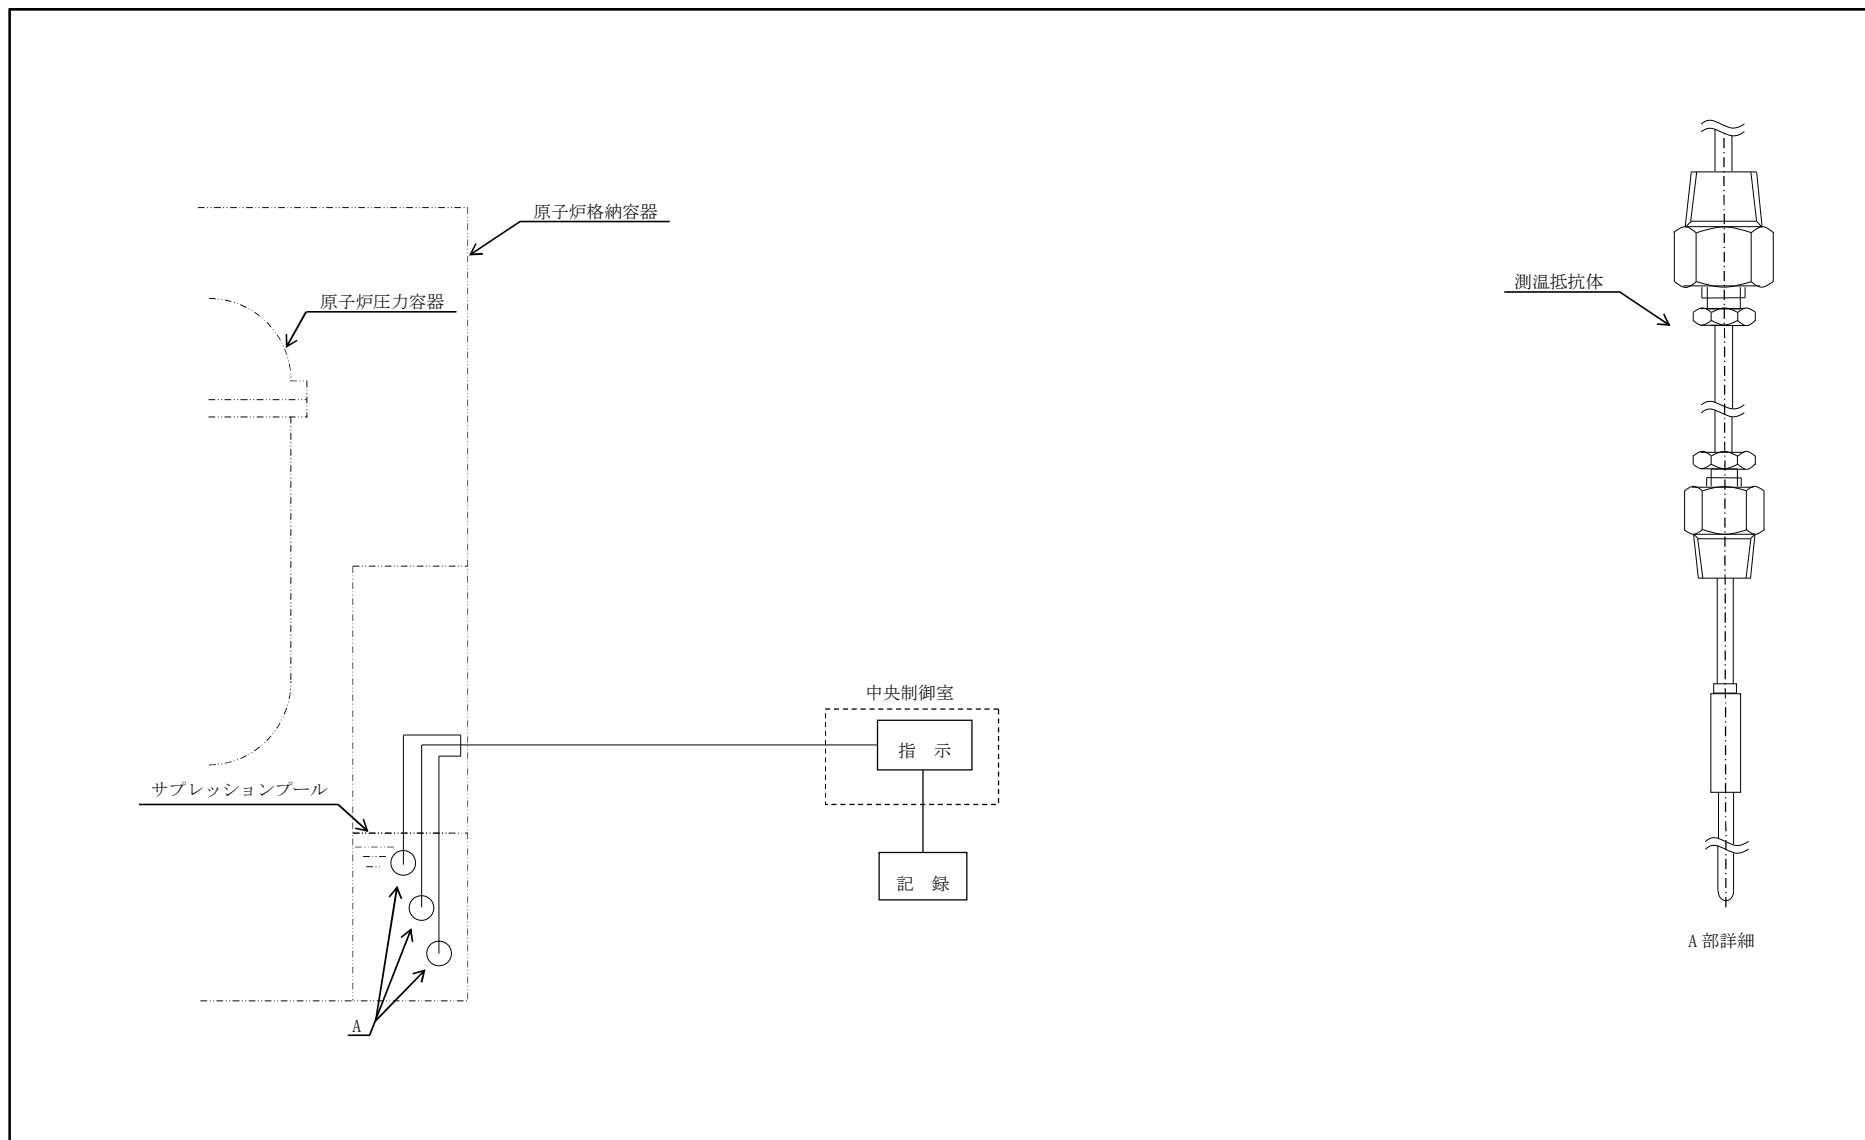 原子炉格納容器
原子炉圧力容器
測温抵抗体
中央制御室
指 示
サプレッションプール
記 録
A 部詳細
A